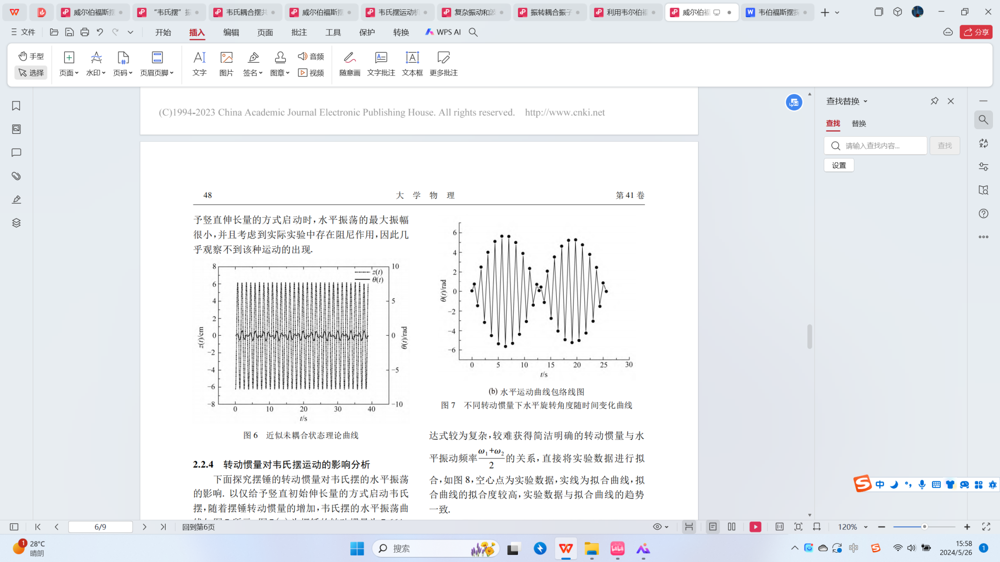 威尔伯福斯摆
“韦氏摆”振
韦氏耦合摆共
威尔伯福斯摆
韦氏摆运动机
复杂振动和波
振转耦合振子
利用韦尔伯福
威尔伯福
韦伯福斯摆探
文件
开始
插入
编辑
页面
批注
工具
保护
转换
WPS AI
分享
手型
选择
页面
水印
页码
页眉页脚
文字
图片
签名
图章
音频
视频
随意画
文字批注
文本框
更多批注
(C)1994-2023 China Academic Journal Electronic Publishing House. All rights reserved. http://www.cnki.net
查找替换
查找
替换
请输入查找内容...
查找
设置
48
大 学 物 理
第 41 卷
予竖直伸长量的方式启动时,水平振荡的最大振幅
很小,并且考虑到实际实验中存在阻尼作用,因此几
乎观察不到该种运动的出现.
8
6
4
2
0
−2
−4
−6
−8
z(t)/cm
z(t)
θ(t)
10
5
0
−5
−10
θ(t)/rad
0 10 20 30 40
t/s
图 6 近似未耦合状态理论曲线
2.2.4 转动惯量对韦氏摆运动的影响分析
下面探究摆锤的转动惯量对韦氏摆的水平振荡
的影响. 以仅给予竖直初始伸长量的方式启动韦氏
摆,随着摆锤转动惯量的增加,韦氏摆的水平振荡曲
6
4
2
0
−2
−4
−6
θ(t)/rad
0 5 10 15 20 25 30
t/s
(b) 水平运动曲线包络线图
图 7 不同转动惯量下水平旋转角度随时间变化曲线
达式较为复杂,较难获得简洁明确的转动惯量与水
平振动频率(ω₁+ω₂)/2的关系,直接将实验数据进行拟
合,如图 8,空心点为实验数据,实线为拟合曲线,拟
合曲线的拟合度较高,实验数据与拟合曲线的趋势
一致.
中
6/9
回到第6页
120%
1
28°C
晴朗
搜索
bilibili
中
15:58
2024/5/26
1